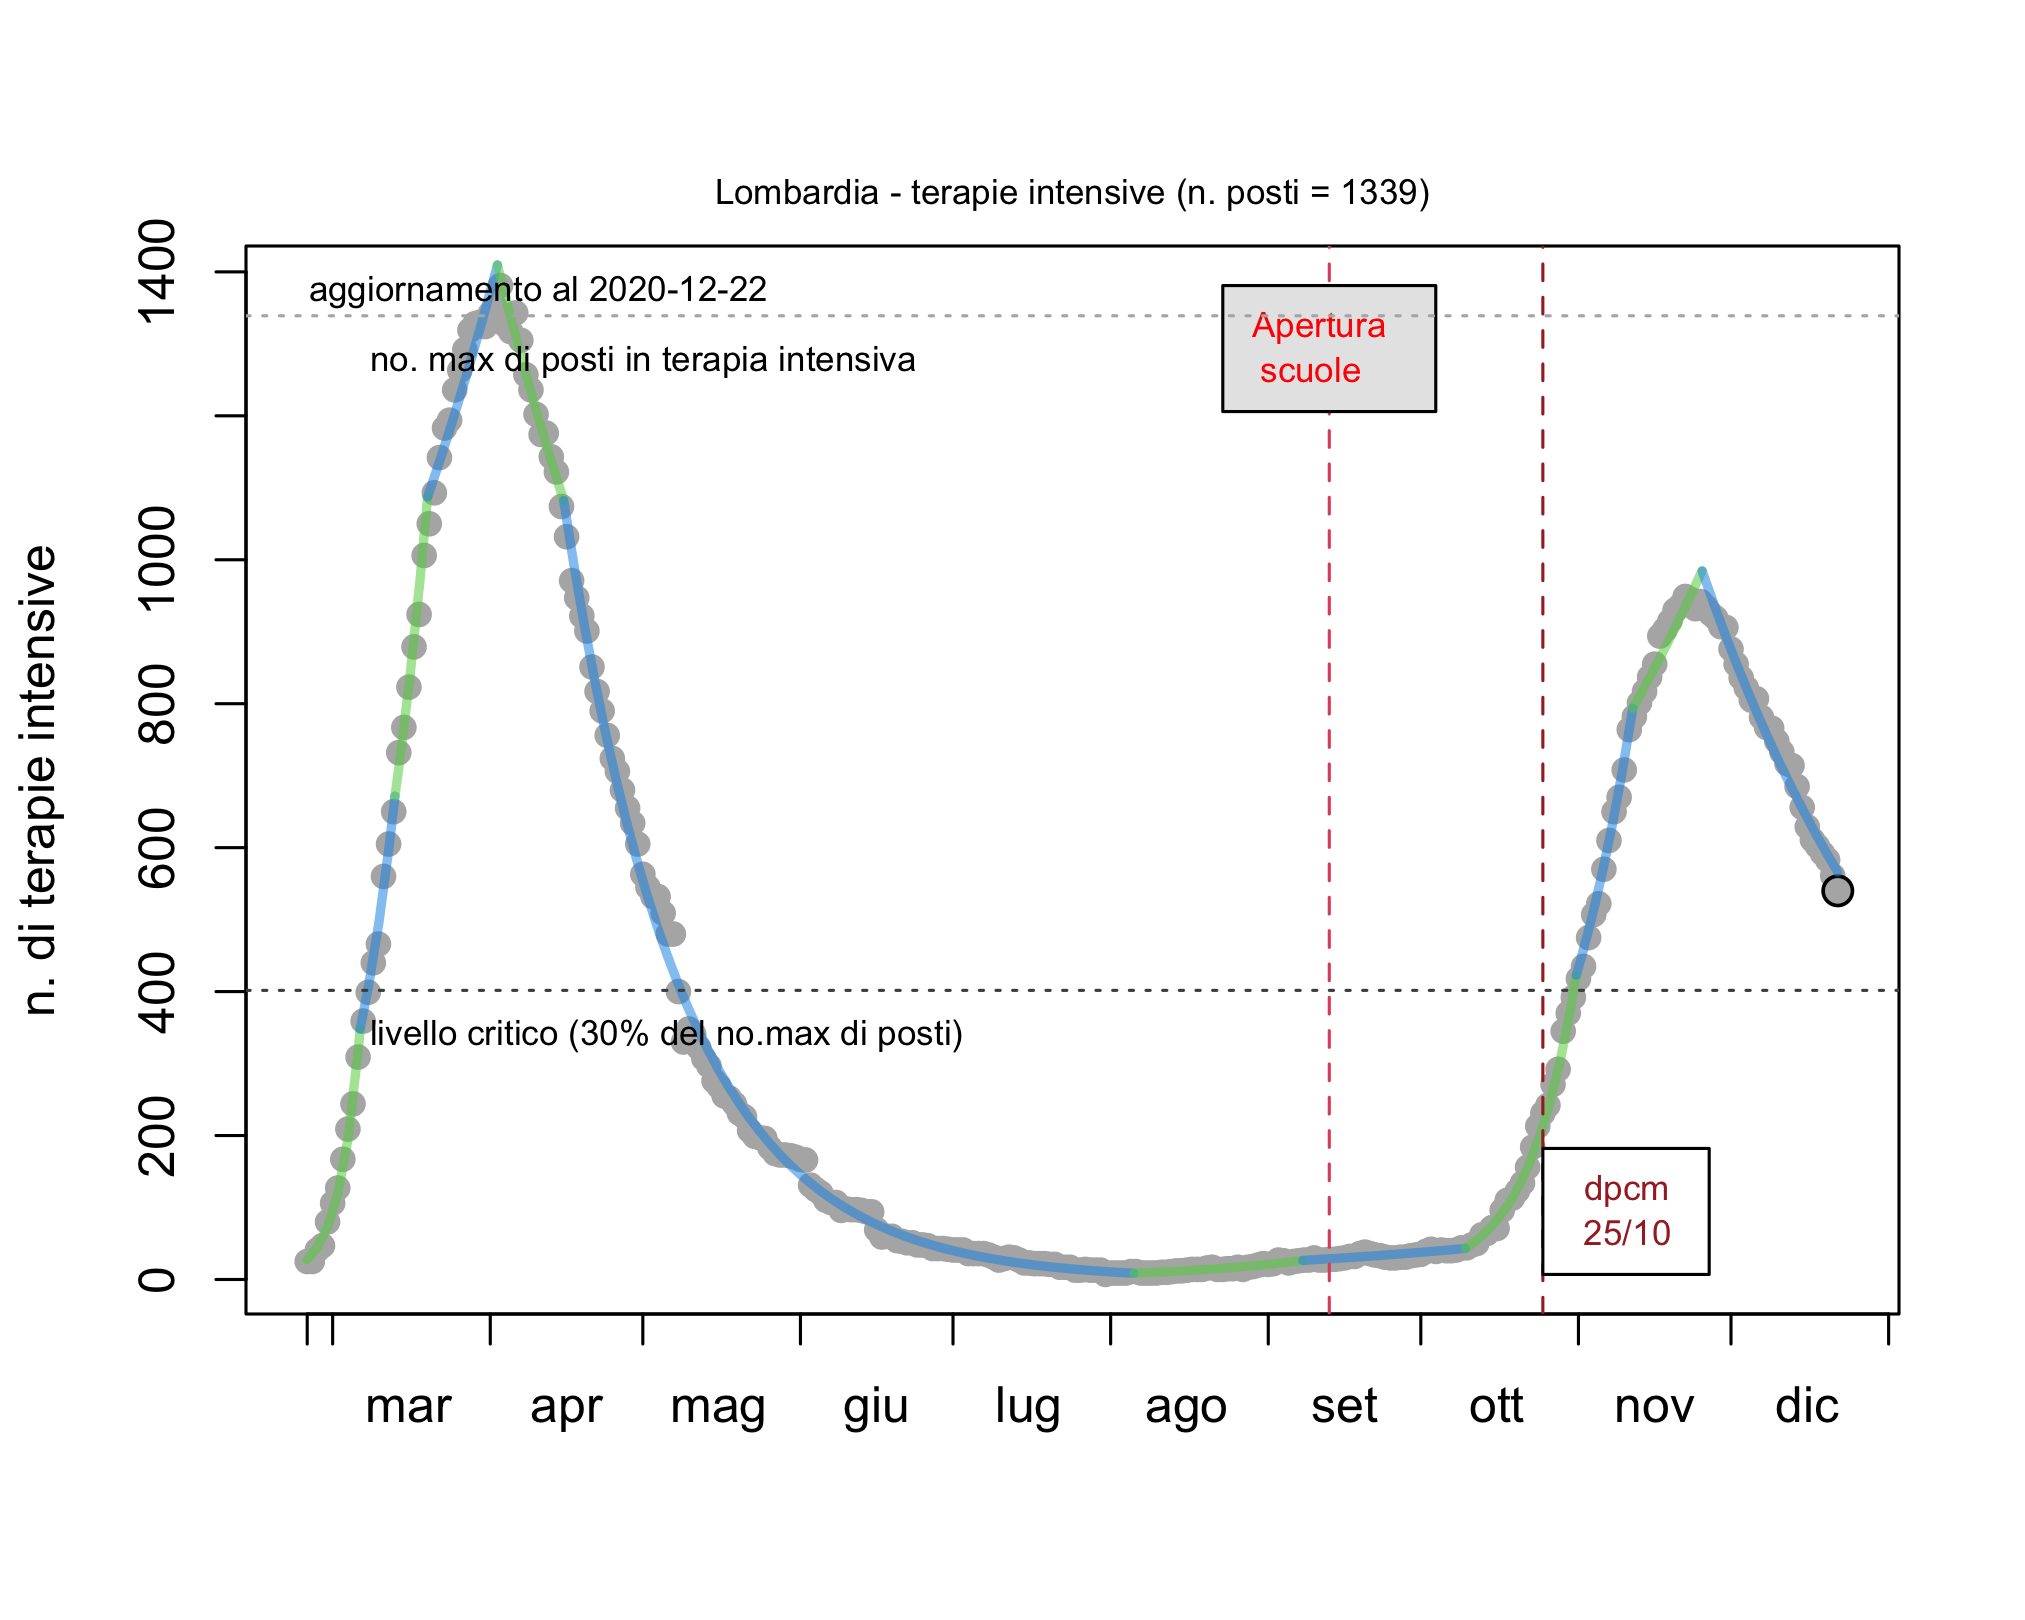 Lombardia - terapie intensive (n. posti = 1339)
aggiornamento al 2020-12-22
no. max di posti in terapia intensiva
Apertura
scuole
livello critico (30% del no.max di posti)
dpcm
25/10
n. di terapie intensive
1400
1000
800
600
400
200
0
mar apr mag giu lug ago set ott nov dic